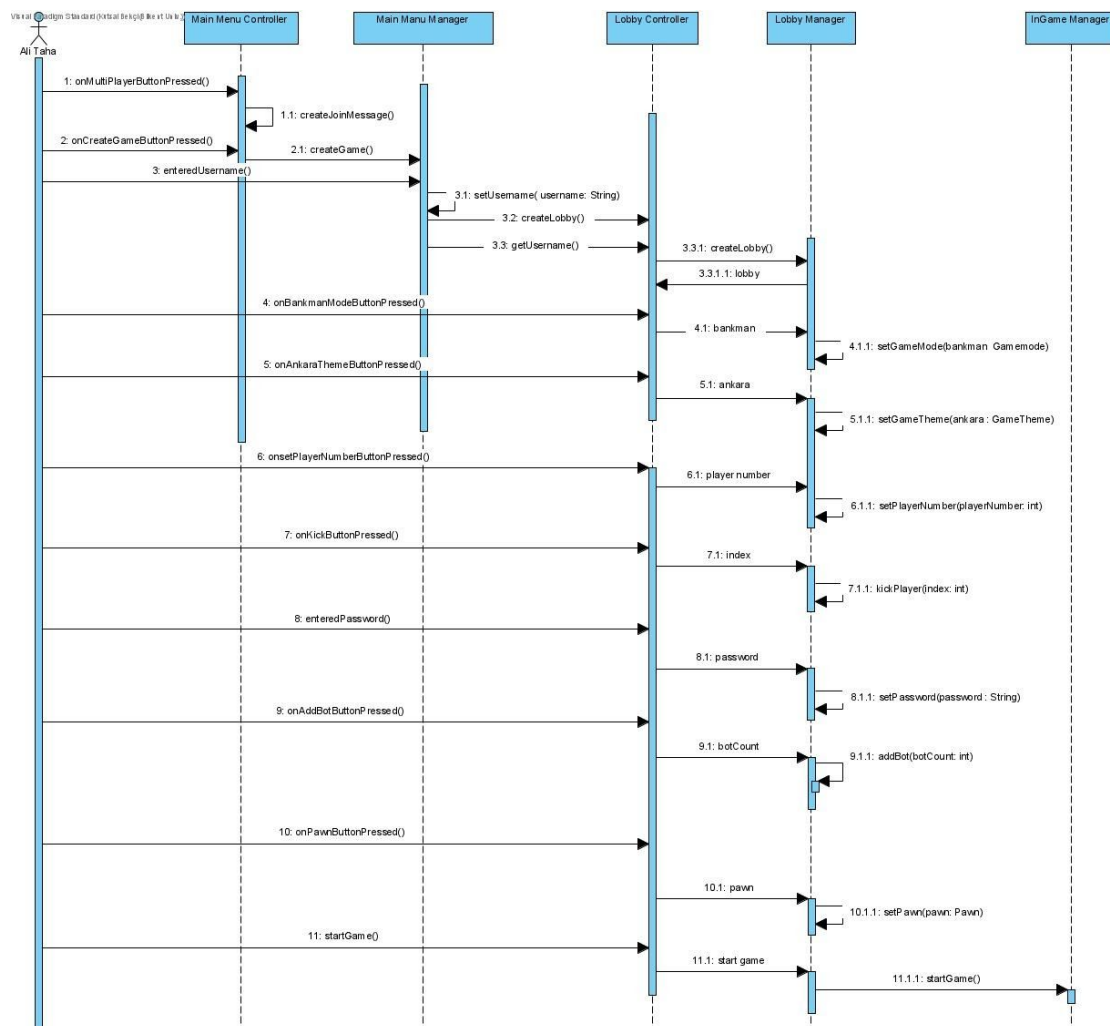 Visual Paradigm Standard (Kutsal Bekçi(Bilkent Univ.))
Ali Taha
Main Menu Controller
Main Manu Manager
Lobby Controller
Lobby Manager
InGame Manager
1: onMultiPlayerButtonPressed()
1.1: createJoinMessage()
2: onCreateGameButtonPressed()
2.1: createGame()
3: enteredUsername()
3.1: setUsername( username: String)
3.2: createLobby()
3.3: getUsername()
3.3.1: createLobby()
3.3.1.1: lobby
4: onBankmanModeButtonPressed()
4.1: bankman
4.1.1: setGameMode(bankman Gamemode)
5: onAnkaraThemeButtonPressed()
5.1: ankara
5.1.1: setGameTheme(ankara : GameTheme)
6: onsetPlayerNumberButtonPressed()
6.1: player number
6.1.1: setPlayerNumber(playerNumber: int)
7: onKickButtonPressed()
7.1: index
7.1.1: kickPlayer(index: int)
8: enteredPassword()
8.1: password
8.1.1: setPassword(password : String)
9: onAddBotButtonPressed()
9.1: botCount
9.1.1: addBot(botCount: int)
10: onPawnButtonPressed()
10.1: pawn
10.1.1: setPawn(pawn: Pawn)
11: startGame()
11.1: start game
11.1.1: startGame()